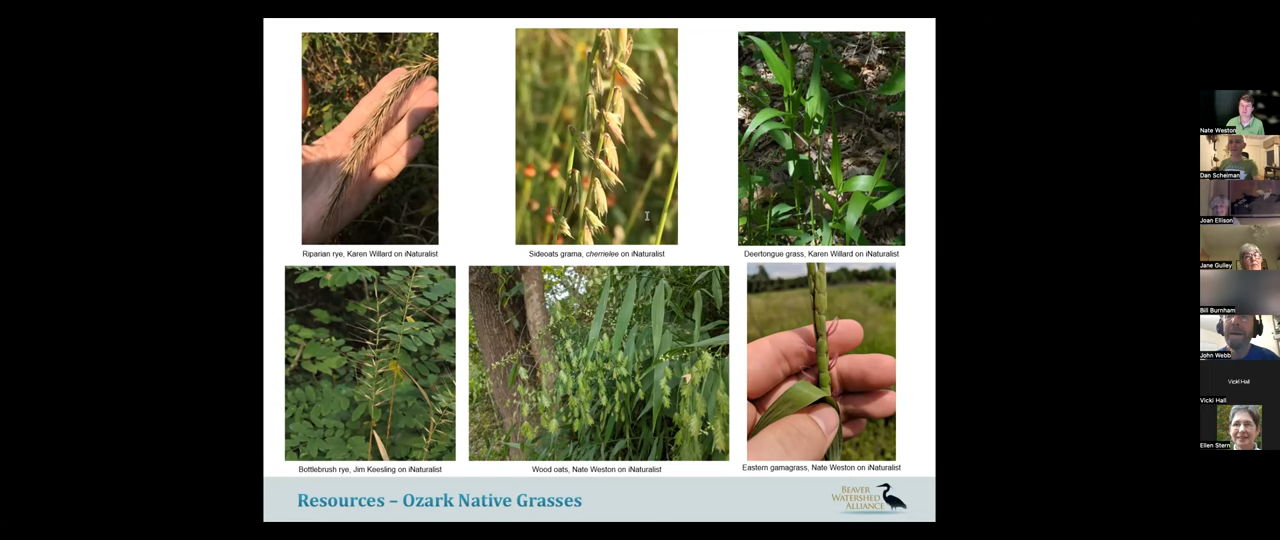 Riparian rye, Karen Willard on iNaturalist
Sideoats grama, cherrielee on iNaturalist
Deertongue grass, Karen Willard on iNaturalist
Bottlebrush rye, Jim Keesling on iNaturalist
Wood oats, Nate Weston on iNaturalist
Eastern gamagrass, Nate Weston on iNaturalist
Resources – Ozark Native Grasses
BEAVER
WATERSHED
ALLIANCE
Nate Weston
Dan Scheiman
Joan Ellison
Jane Gulley
Bill Burnham
John Webb
Vicki Hall
Vicki Hall
Ellen Stern